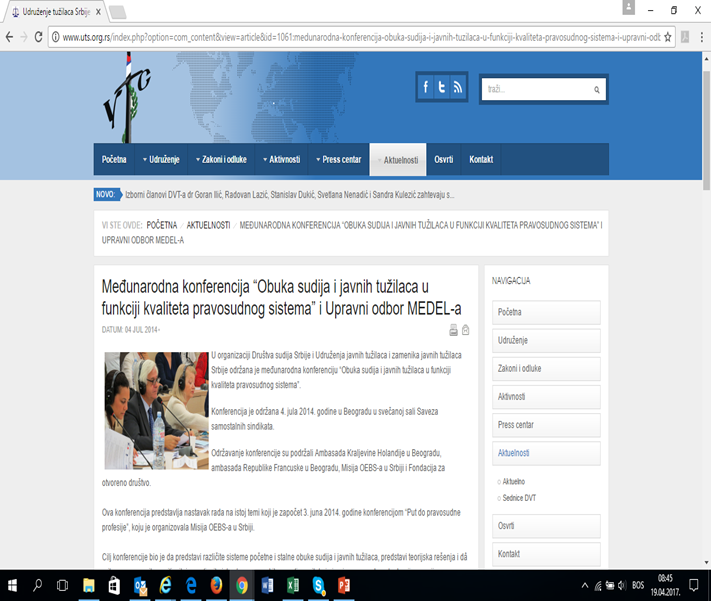 Udruženje tužilaca Srbije
www.uts.org.rs/index.php?option=com_content&view=article&id=1061:medunarodna-konferencija-obuka-sudija-i-javnih-tuzilaca-u-funkciji-kvaliteta-pravosudnog-sistema-i-upravni-odb
VTC
traži...
Početna Udruženje Zakoni i odluke Aktivnosti Press centar Aktuelnosti Osvrti Kontakt
NOVO: Izborni članovi DVT-a dr Goran Ilić, Radovan Lazić, Stanislav Dukić, Svetlana Nenadić i Sandra Kulezić zahtevaju s...
VI STE OVDE: POČETNA / AKTUELNOSTI / MEĐUNARODNA KONFERENCIJA “OBUKA SUDIJA I JAVNIH TUŽILACA U FUNKCIJI KVALITETA PRAVOSUDNOG SISTEMA” I
UPRAVNI ODBOR MEDEL-A
Međunarodna konferencija “Obuka sudija i javnih tužilaca u
funkciji kvaliteta pravosudnog sistema” i Upravni odbor MEDEL-a
DATUM: 04 JUL 2014 -
U organizaciji Društva sudija Srbije i Udruženja javnih tužilaca i zamenika javnih tužilaca
Srbije održana je međunarodnu konferenciju “Obuka sudija i javnih tužilaca u funkciji
kvaliteta pravosudnog sistema”.
Konferencija je održana 4. jula 2014. godine u Beogradu u svečanoj sali Saveza
samostalnih sindikata.
Održavanje konferencije su podržali Ambasada Kraljevine Holandije u Beogradu,
ambasada Republike Francuske u Beogradu, Misija OEBS-a u Srbiji i Fondacija za
otvoreno društvo.
Ova konferencija predstavlja nastavak rada na istoj temi koji je započet 3. juna 2014. godine konferencijom “Put do pravosudne
profesije”, koju je organizovala Misija OEBS-a u Srbiji.
Cilj konferencije bio je da predstavi različite sisteme početne i stalne obuke sudija i javnih tužilaca, predstavi teorijska rešenja i dâ
NAVIGACIJA
Početna
Udruženje
Zakoni i odluke
Aktivnosti
Press centar
Aktuelnosti
Aktuelno
Sednice DVT
Osvrti
Kontakt
BOS
08:45
19.04.2017.